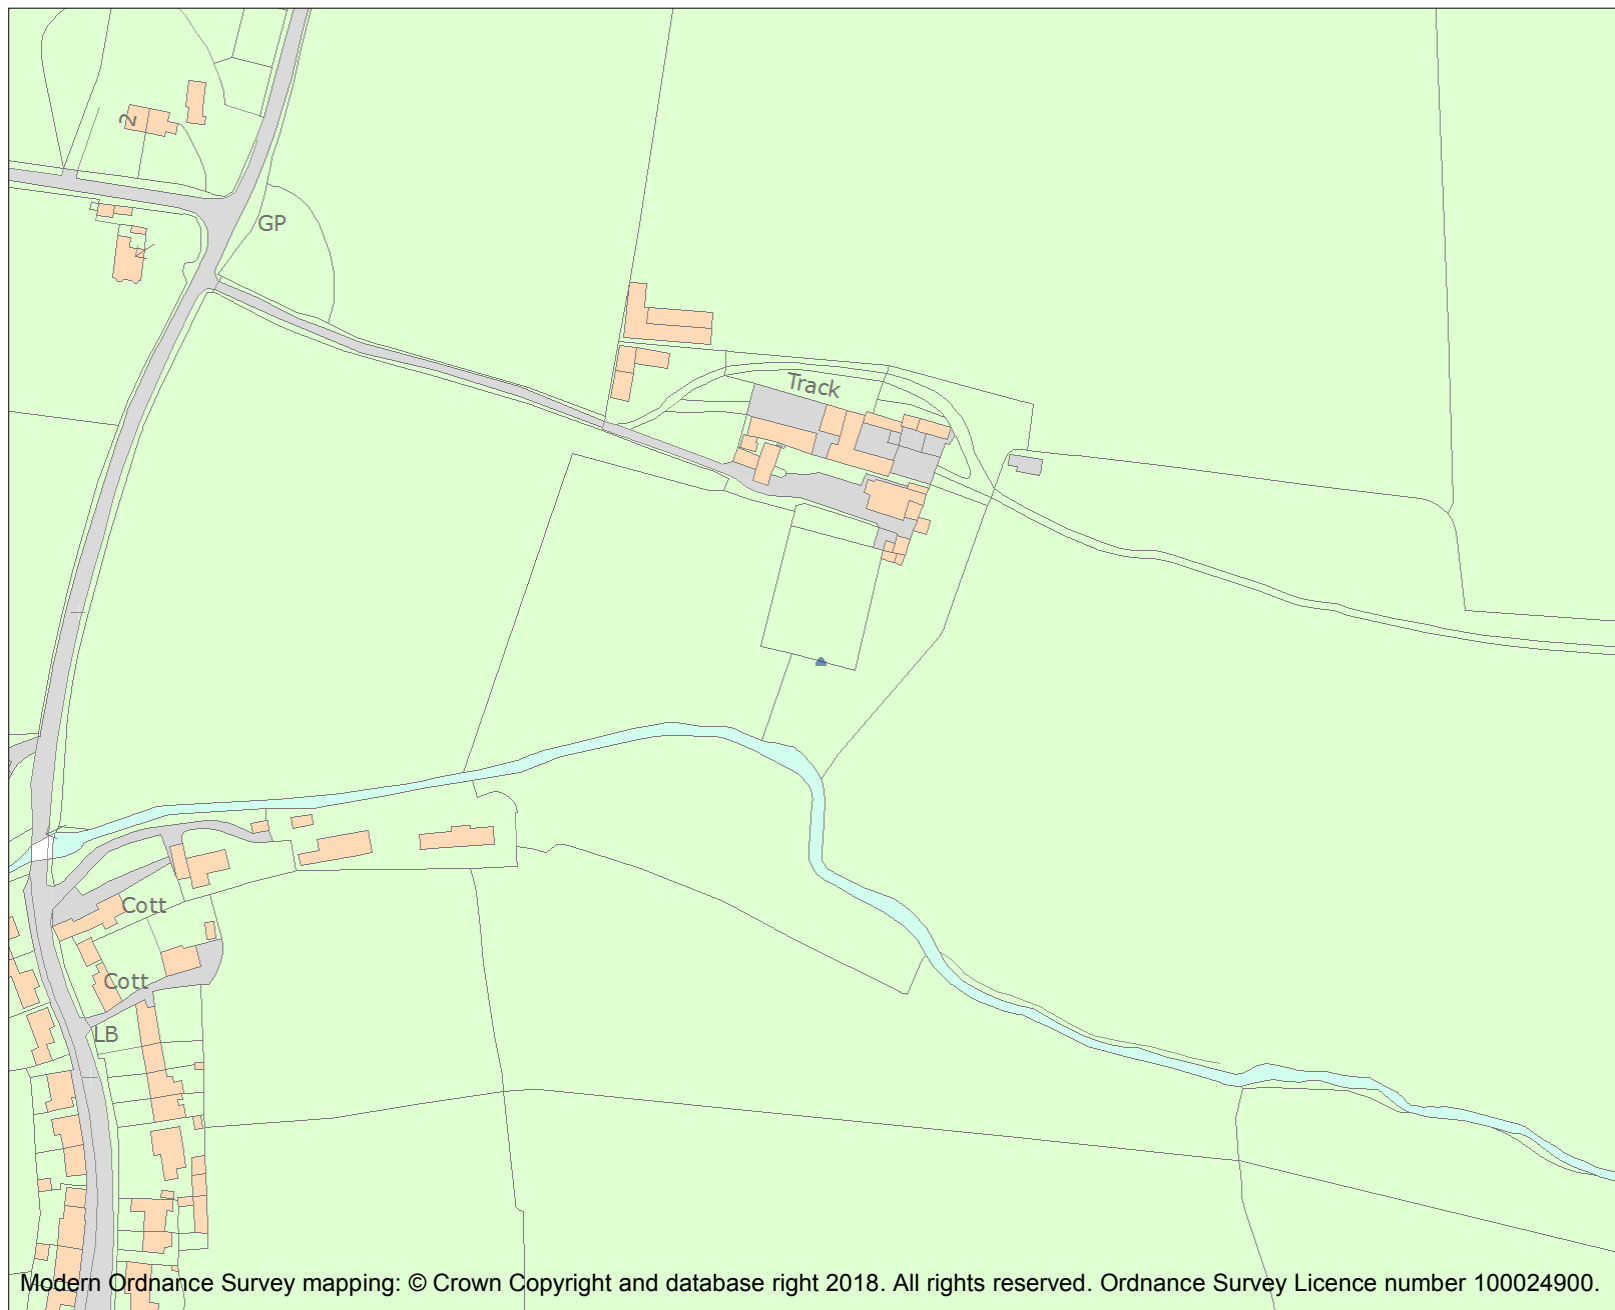 2
GP
Track
Cott
Cott
LB
Modern Ordnance Survey mapping: © Crown Copyright and database right 2018. All rights reserved. Ordnance Survey Licence number 100024900.